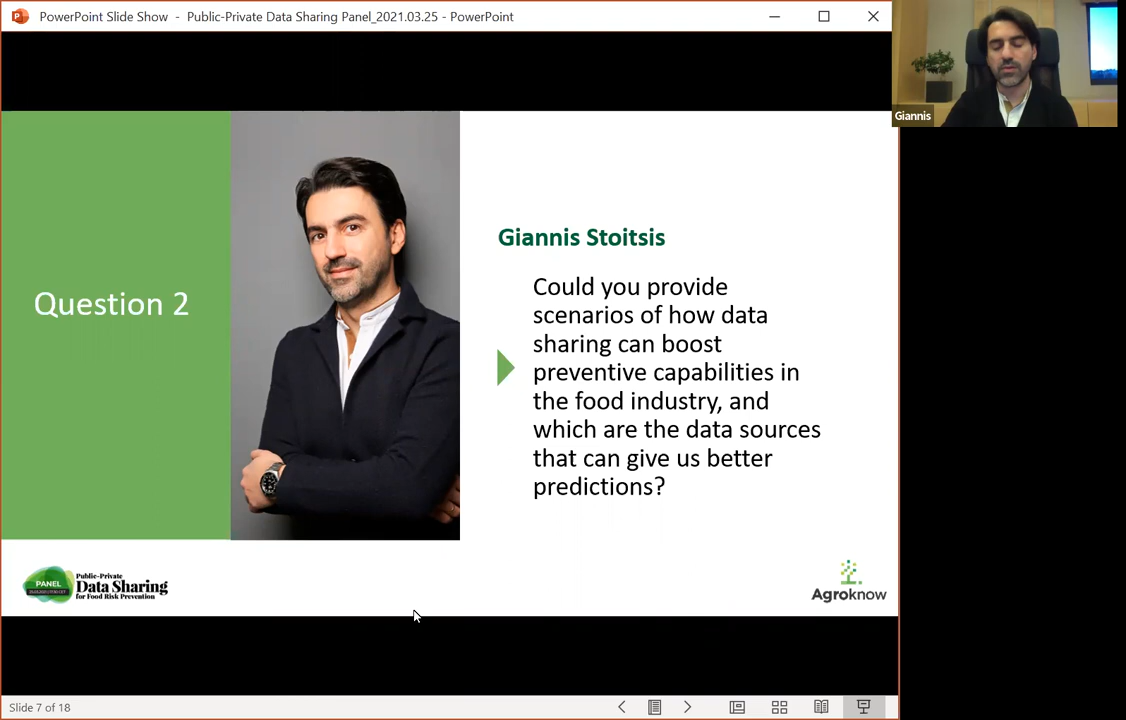 PowerPoint Slide Show - Public-Private Data Sharing Panel_2021.03.25 - PowerPoint
Giannis
Question 2
Giannis Stoitsis
Could you provide
scenarios of how data
sharing can boost
preventive capabilities in
the food industry, and
which are the data sources
that can give us better
predictions?
PANEL
Public-Private
Data Sharing
for Food Risk Prevention
Agroknow
Slide 7 of 18